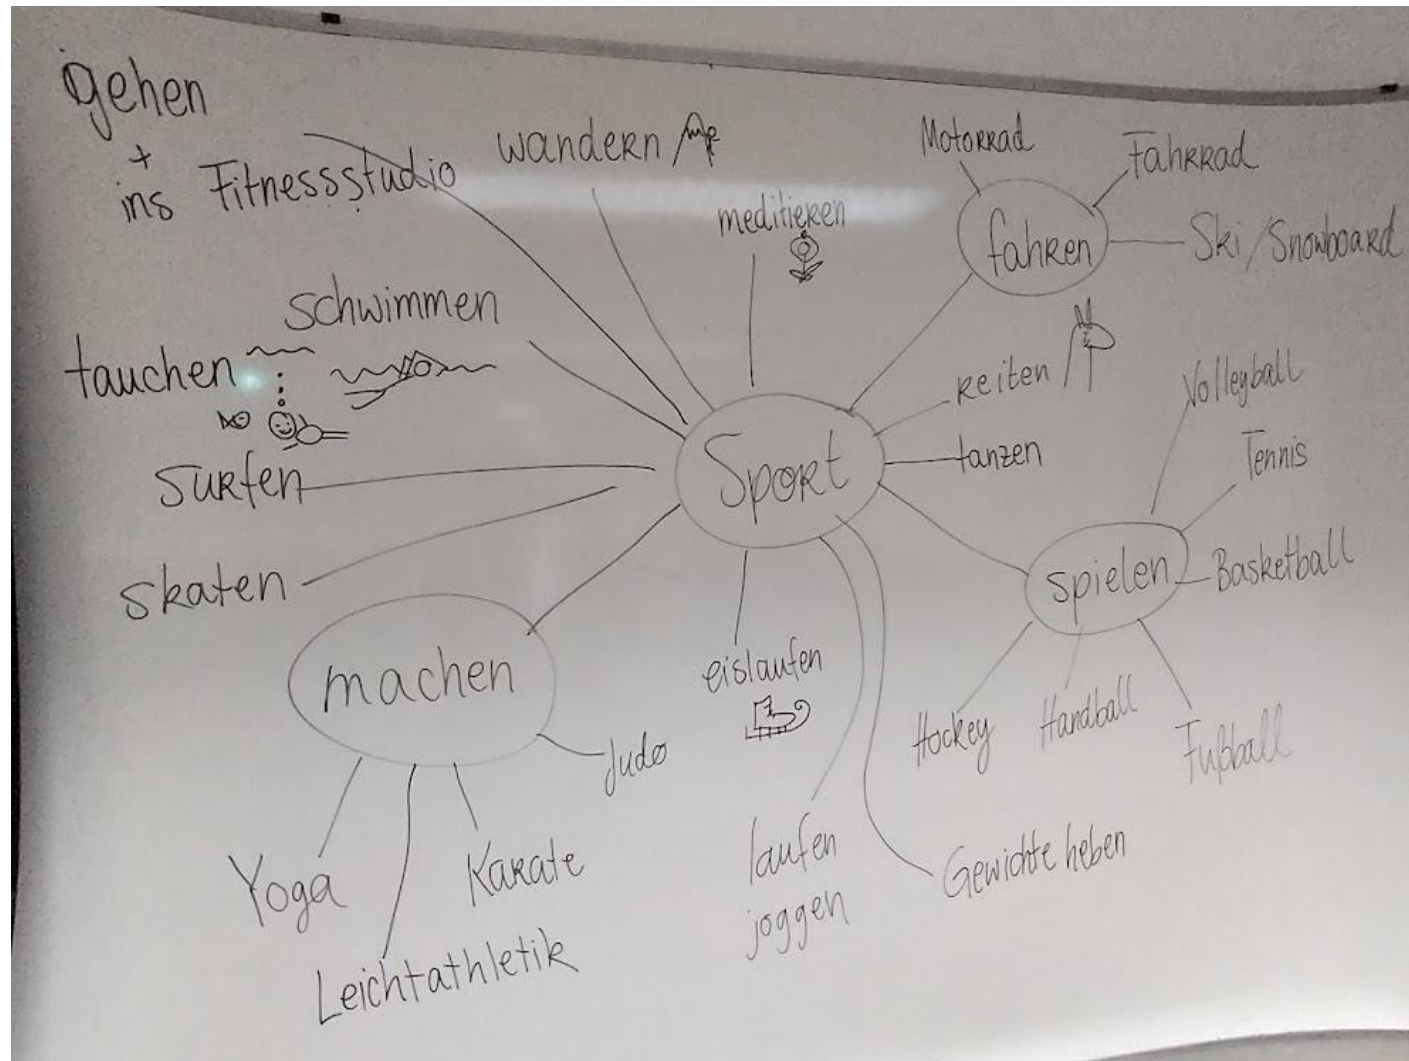 gehen
+
ins Fitnessstudio
wandern
meditieren
Motorrad
Fahrrad
fahren
Ski/Snowboard
schwimmen
tauchen
reiten
Volleyball
Sport
tanzen
Tennis
surfen
spielen
Basketball
skaten
machen
eislaufen
Hockey
Handball
Fußball
Judo
Yoga
Karate
Leichtathletik
laufen
joggen
Gewichte heben